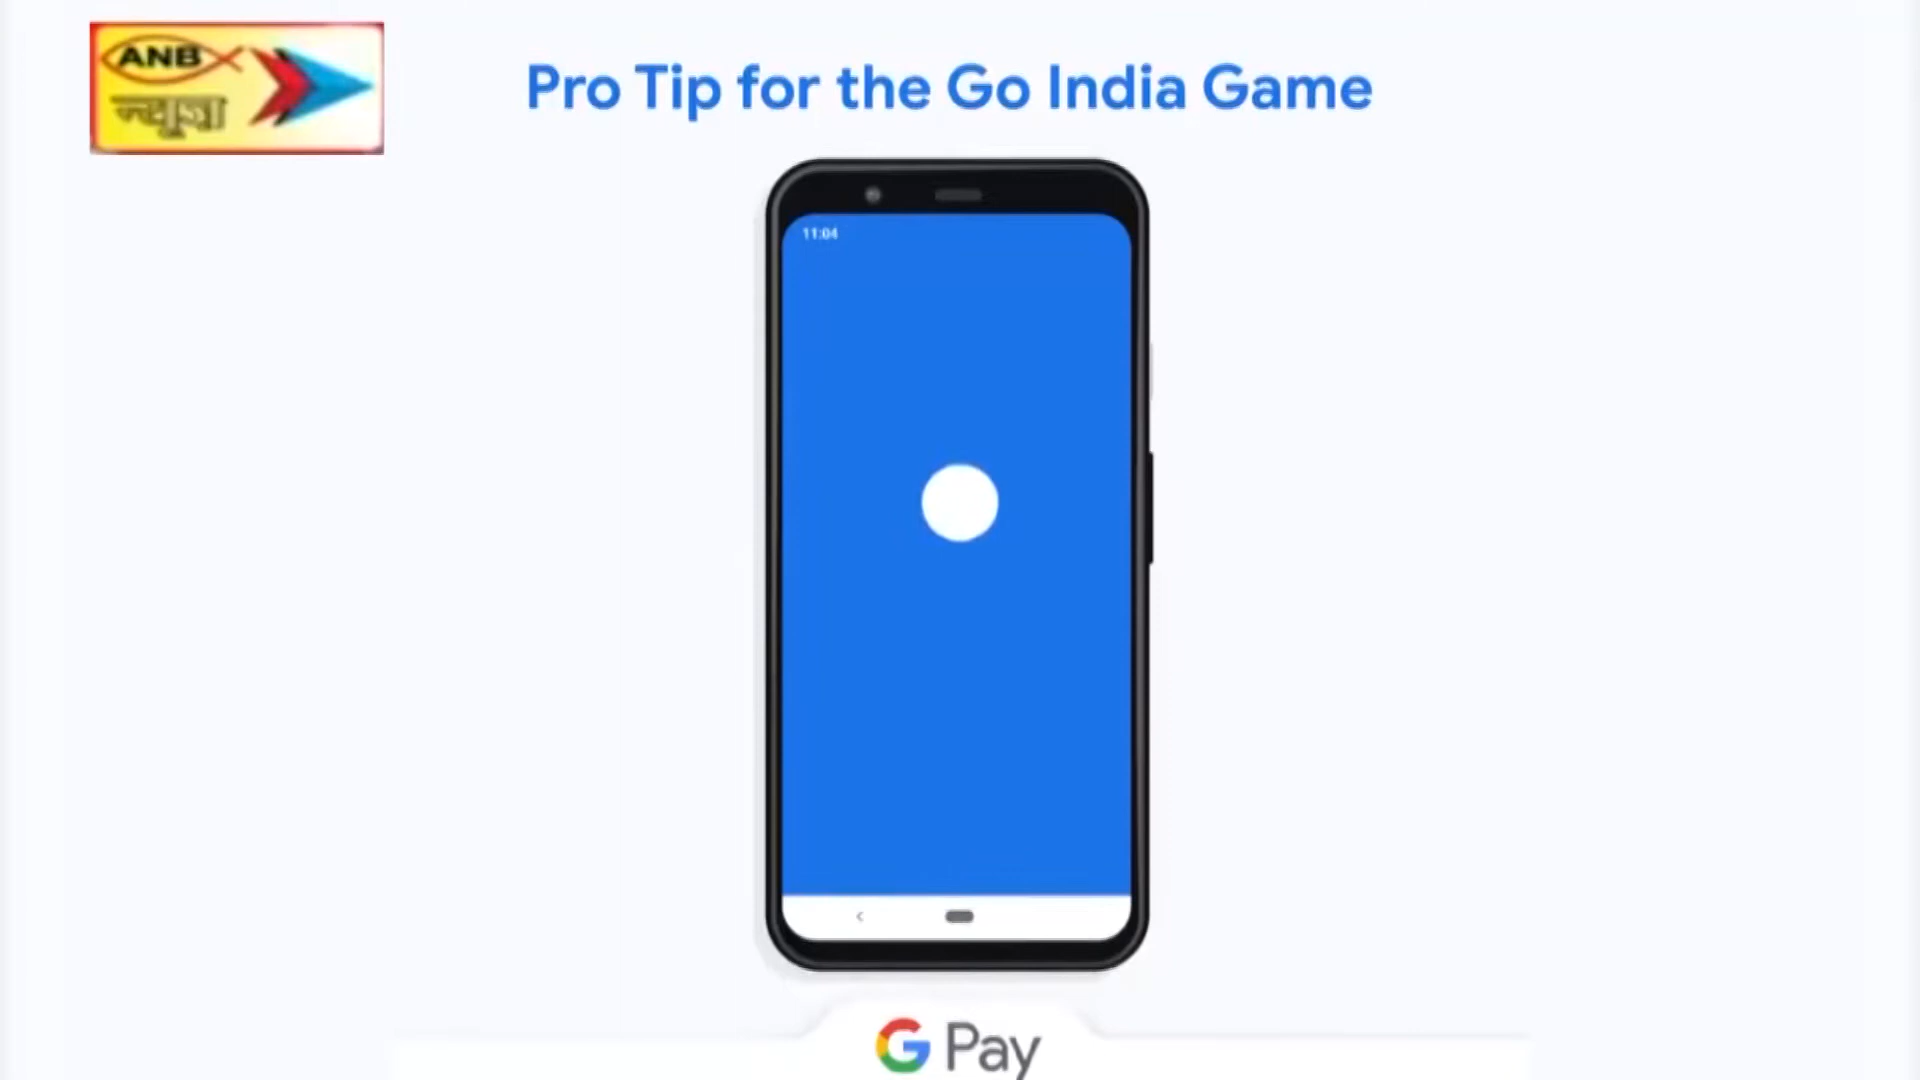 ANB
न्यूज़
Pro Tip for the Go India Game
11:04
G Pay